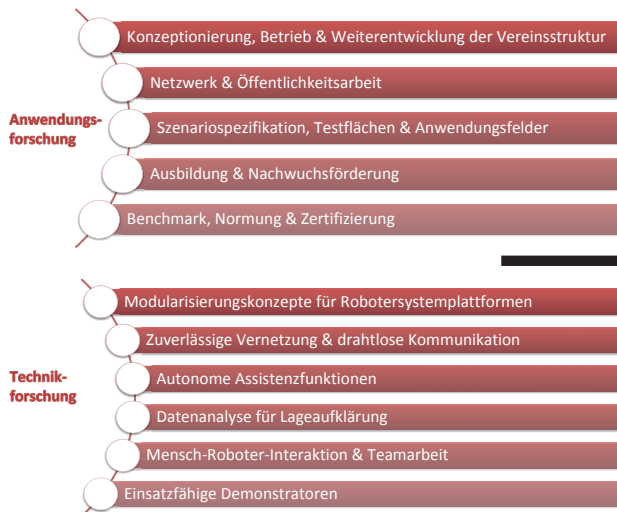 Konzeptionierung, Betrieb & Weiterentwicklung der Vereinsstruktur
Netzwerk & Öffentlichkeitsarbeit
Anwendungs-
forschung
Szenariospezifikation, Testflächen & Anwendungsfelder
Ausbildung & Nachwuchsförderung
Benchmark, Normung & Zertifizierung
Modularisierungskonzepte für Robotersystemplattformen
Zuverlässige Vernetzung & drahtlose Kommunikation
Technik-
forschung
Autonome Assistenzfunktionen
Datenanalyse für Lageaufklärung
Mensch-Roboter-Interaktion & Teamarbeit
Einsatzfähige Demonstratoren